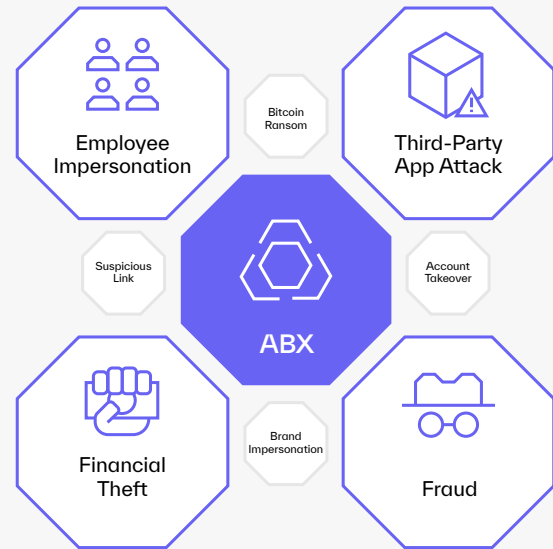 Employee
Impersonation
Bitcoin
Ransom
Third-Party
App Attack
Suspicious
Link
ABX
Account
Takeover
Financial
Theft
Brand
Impersonation
Fraud